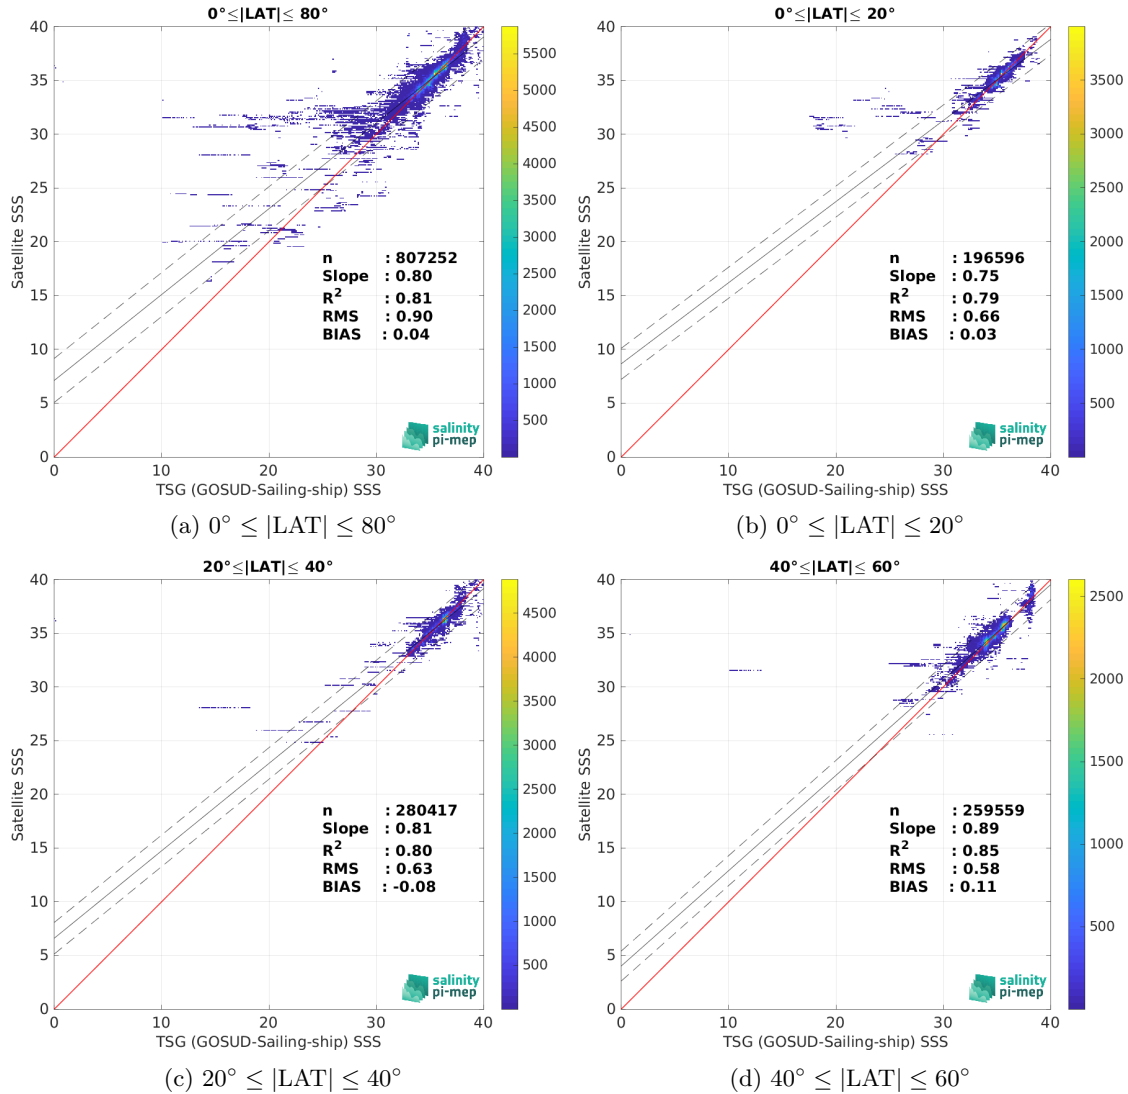 0°≤|LAT|≤ 80°
40
35
30
25
20
15
10
5
0
Satellite SSS
n : 807252
Slope : 0.80
R² : 0.81
RMS : 0.90
BIAS : 0.04
salinity
pi-mep
0 10 20 30 40
TSG (GOSUD-Sailing-ship) SSS
5500
5000
4500
4000
3500
3000
2500
2000
1500
1000
500
(a) 0° ≤ |LAT| ≤ 80°
0°≤|LAT|≤ 20°
40
35
30
25
20
15
10
5
0
Satellite SSS
n : 196596
Slope : 0.75
R² : 0.79
RMS : 0.66
BIAS : 0.03
salinity
pi-mep
0 10 20 30 40
TSG (GOSUD-Sailing-ship) SSS
3500
3000
2500
2000
1500
1000
500
(b) 0° ≤ |LAT| ≤ 20°
20°≤|LAT|≤ 40°
40
35
30
25
20
15
10
5
0
Satellite SSS
n : 280417
Slope : 0.81
R² : 0.80
RMS : 0.63
BIAS : -0.08
salinity
pi-mep
0 10 20 30 40
TSG (GOSUD-Sailing-ship) SSS
4500
4000
3500
3000
2500
2000
1500
1000
500
(c) 20° ≤ |LAT| ≤ 40°
40°≤|LAT|≤ 60°
40
35
30
25
20
15
10
5
0
Satellite SSS
n : 259559
Slope : 0.89
R² : 0.85
RMS : 0.58
BIAS : 0.11
salinity
pi-mep
0 10 20 30 40
TSG (GOSUD-Sailing-ship) SSS
2500
2000
1500
1000
500
(d) 40° ≤ |LAT| ≤ 60°